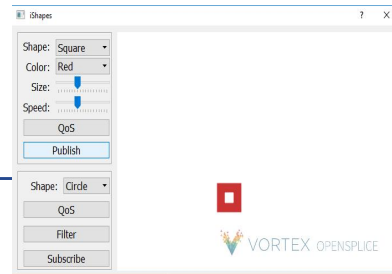 iShapes ? X
Shape: Square
Color: Red
Size:
Speed:
QoS
Publish
Shape: Circle
QoS
Filter
Subscribe
VORTEX OPENSPLICE